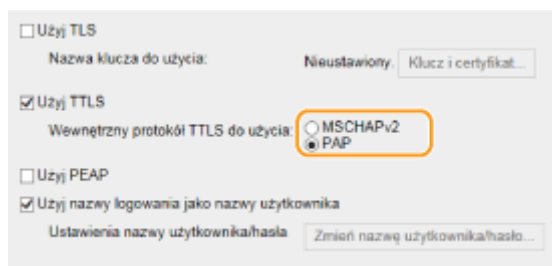 Użyj TLS
Nazwa klucza do użycia: Nieustawiony. Klucz i certyfikat...
Użyj TTLS
Wewnętrzny protokół TTLS do użycia: MSCHAPv2
PAP
Użyj PEAP
Użyj nazwy logowania jako nazwy użytkownika
Ustawienia nazwy użytkownika/hasła Zmień nazwę użytkownika/hasło...